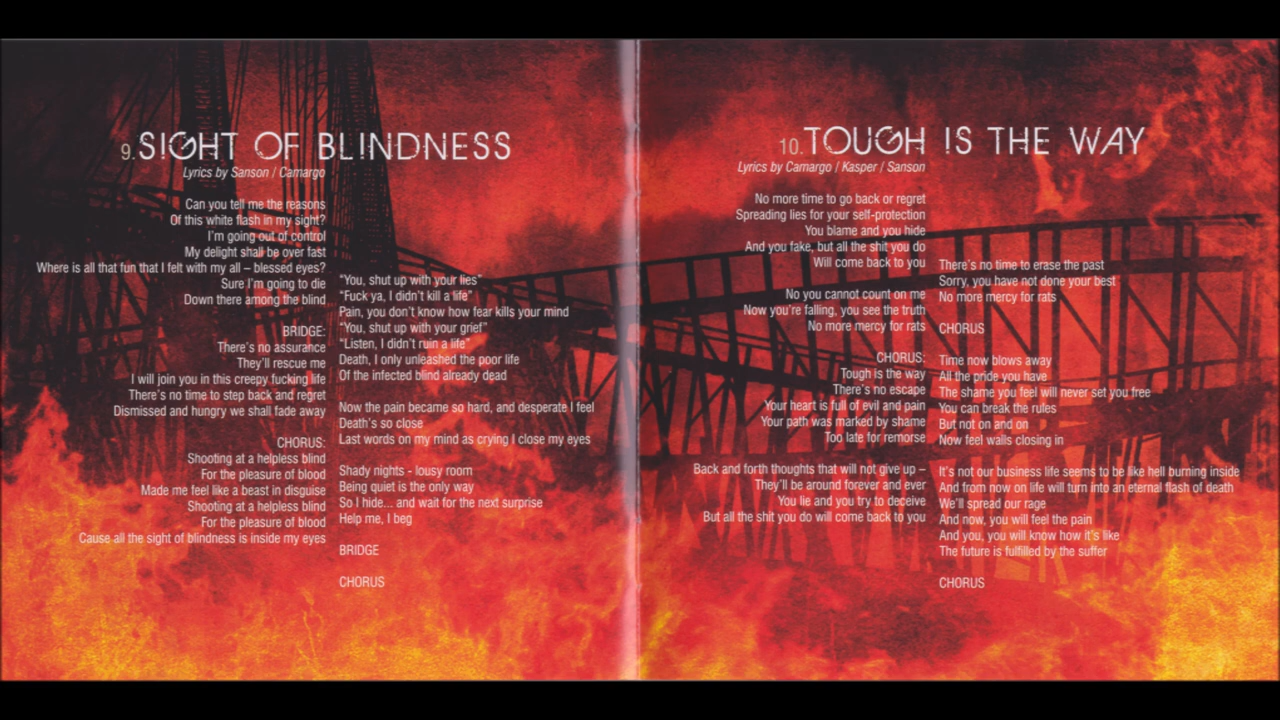 9. SIGHT OF BLINDNESS
Lyrics by Sanson / Camargo
Can you tell me the reasons
Of this white flash in my sight?
I'm going out of control
My delight shall be over fast
Where is all that fun that I felt with my all – blessed eyes?
Sure I'm going to die
Down there among the blind
BRIDGE:
There's no assurance
They'll rescue me
I will join you in this creepy fucking life
There's no time to step back and regret
Dismissed and hungry we shall fade away
CHORUS:
Shooting at a helpless blind
For the pleasure of blood
Made me feel like a beast in disguise
Shooting at a helpless blind
For the pleasure of blood
Cause all the sight of blindness is inside my eyes
"You, shut up with your lies"
"Fuck ya, I didn't kill a life"
Pain, you don't know how fear kills your mind
"You, shut up with your grief"
"Listen, I didn't ruin a life"
Death, I only unleashed the poor life
Of the infected blind already dead
Now the pain became so hard, and desperate I feel
Death's so close
Last words on my mind as crying I close my eyes
Shady nights - lousy room
Being quiet is the only way
So I hide... and wait for the next surprise
Help me, I beg
BRIDGE
CHORUS
10. TOUGH IS THE WAY
Lyrics by Camargo / Kasper / Sanson
No more time to go back or regret
Spreading lies for your self-protection
You blame and you hide
And you fake, but all the shit you do
Will come back to you
No you cannot count on me
Now you're falling, you see the truth
No more mercy for rats
CHORUS:
Tough is the way
There's no escape
Your heart is full of evil and pain
Your path was marked by shame
Too late for remorse
Back and forth thoughts that will not give up –
They'll be around forever and ever
You lie and you try to deceive
But all the shit you do will come back to you
There's no time to erase the past
Sorry, you have not done your best
No more mercy for rats
CHORUS
Time now blows away
All the pride you have
The shame you feel will never set you free
You can break the rules
But not on and on
Now feel walls closing in
It's not our business life seems to be like hell burning inside
And from now on life will turn into an eternal flash of death
We'll spread our rage
And now, you will feel the pain
And you, you will know how it's like
The future is fulfilled by the suffer
CHORUS